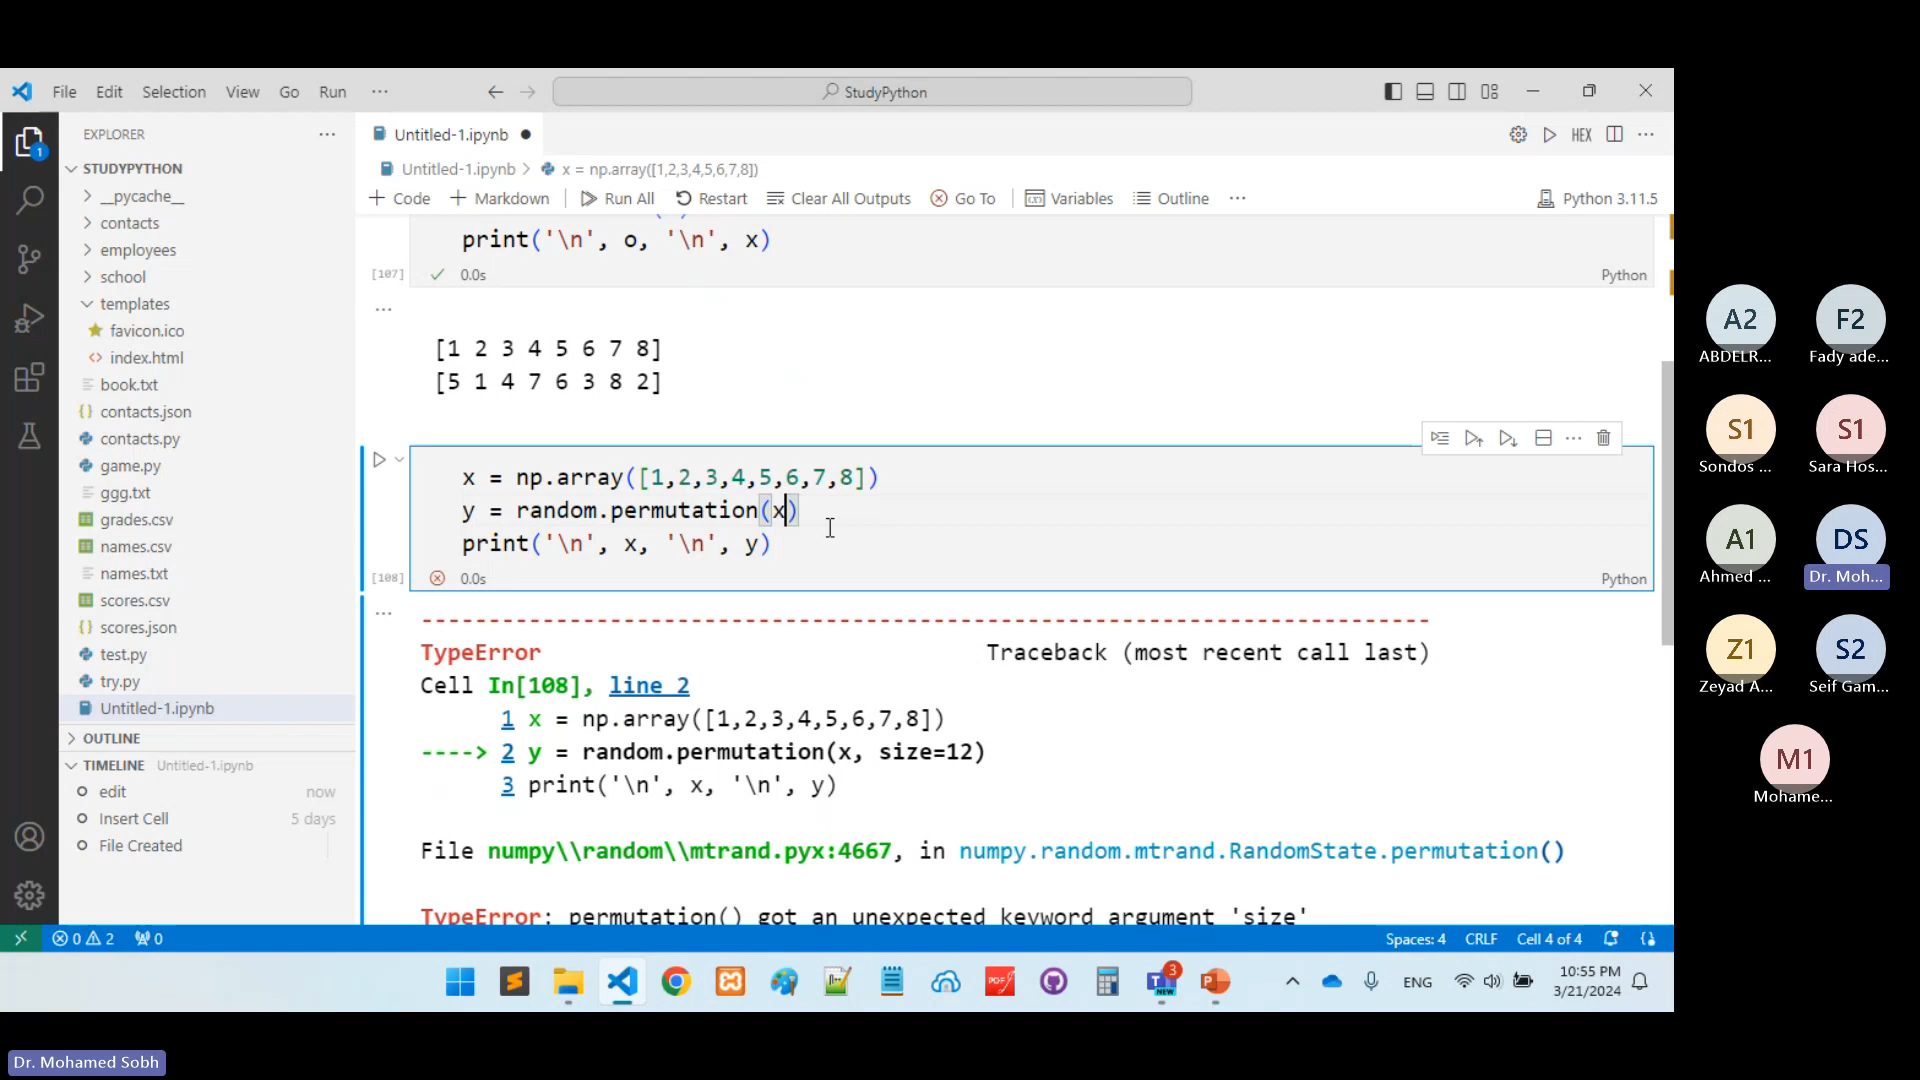 File Edit Selection View Go Run ··· StudyPython
EXPLORER
STUDYPYTHON
__pycache__
contacts
employees
school
templates
favicon.ico
index.html
book.txt
contacts.json
contacts.py
game.py
ggg.txt
grades.csv
names.csv
names.txt
scores.csv
scores.json
test.py
try.py
Untitled-1.ipynb
OUTLINE
TIMELINE Untitled-1.ipynb
edit now
Insert Cell 5 days
File Created
1
Untitled-1.ipynb
HEX
Untitled-1.ipynb > x = np.array([1,2,3,4,5,6,7,8])
+ Code + Markdown Run All Restart Clear All Outputs Go To Variables Outline ··· Python 3.11.5
print('\n', o, '\n', x)
[107] 0.0s Python
[1 2 3 4 5 6 7 8]
[5 1 4 7 6 3 8 2]
x = np.array([1,2,3,4,5,6,7,8])
y = random.permutation(x)
print('\n', x, '\n', y)
[108] 0.0s Python
---------------------------------------------------------------------------
TypeError Traceback (most recent call last)
Cell In[108], line 2
1 x = np.array([1,2,3,4,5,6,7,8])
----> 2 y = random.permutation(x, size=12)
3 print('\n', x, '\n', y)
File numpy\\random\\mtrand.pyx:4667, in numpy.random.mtrand.RandomState.permutation()
TypeError: permutation() got an unexpected keyword argument 'size'
0 2 0 Spaces: 4 CRLF Cell 4 of 4
3 NEW PDF ENG 10:55 PM
3/21/2024
A2 F2
ABDELR... Fady ade...
S1 S1
Sondos ... Sara Hos...
A1 DS
Ahmed ... Dr. Moh...
Z1 S2
Zeyad A... Seif Gam...
M1
Mohame...
Dr. Mohamed Sobh